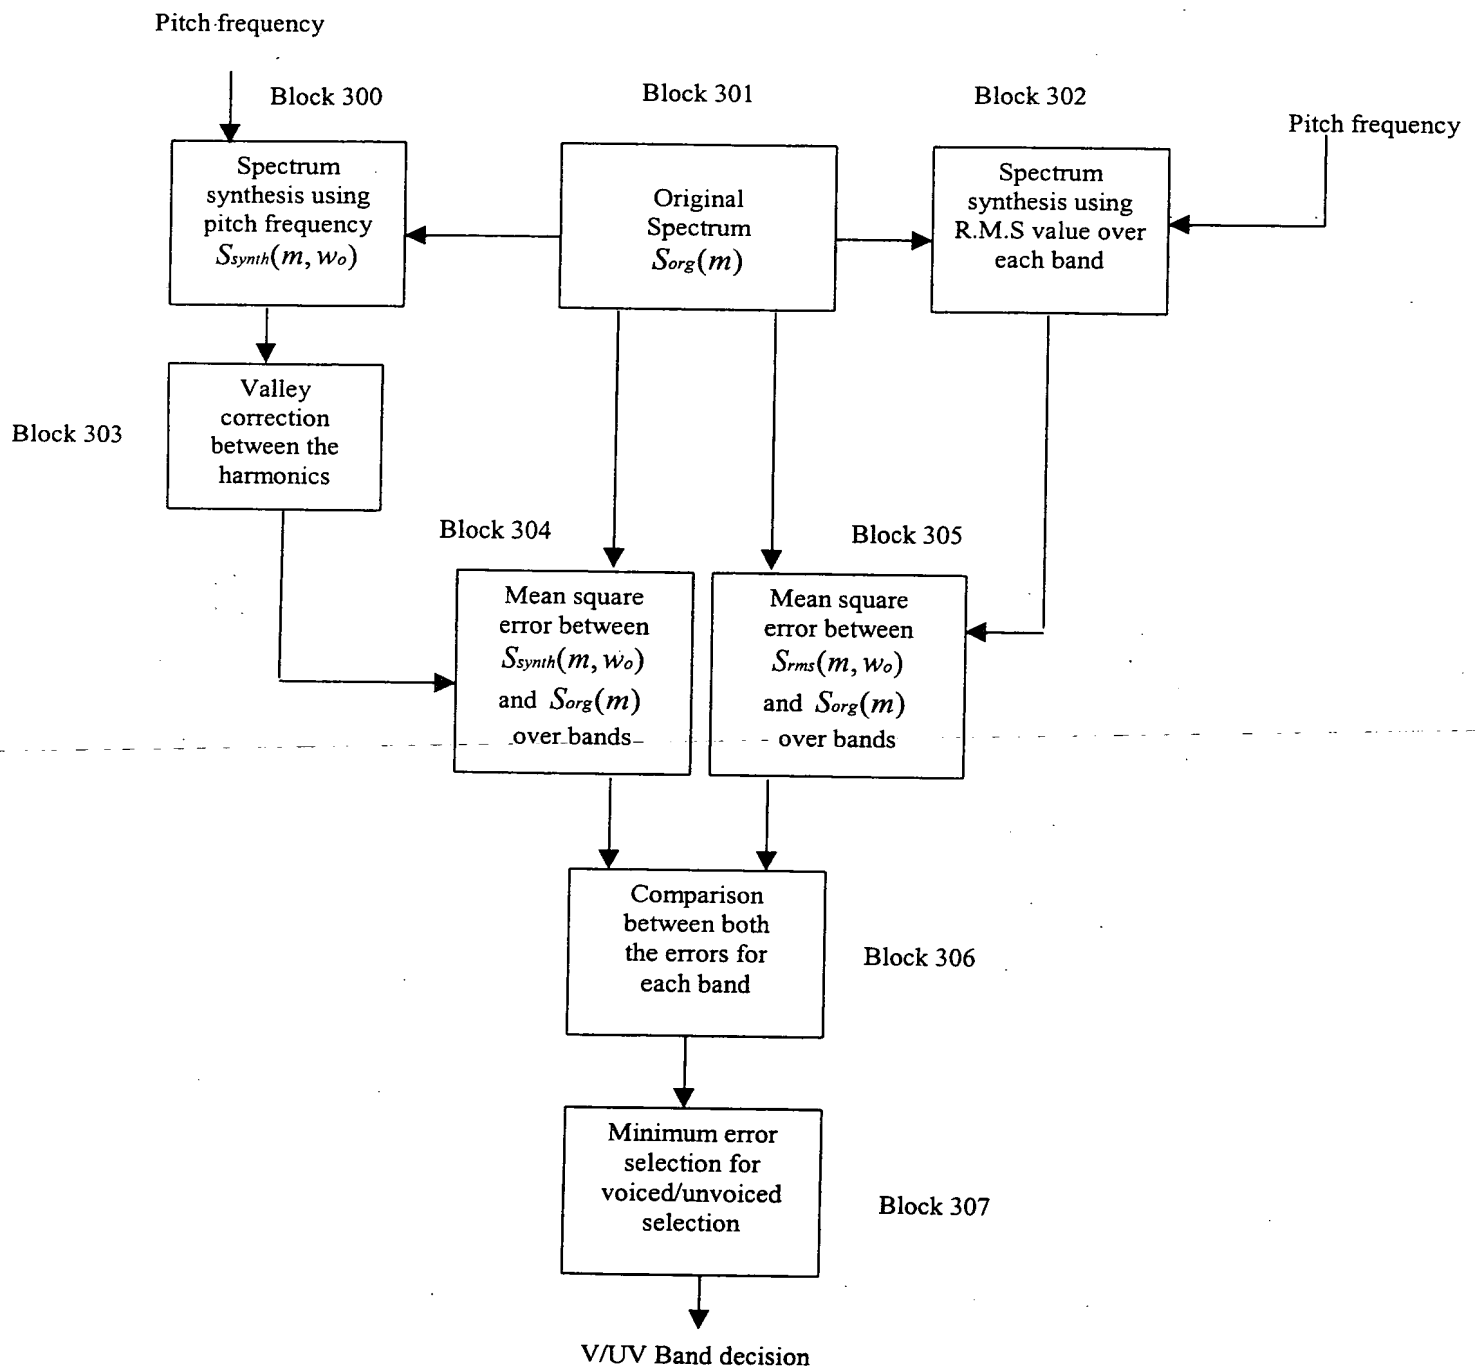 Pitch frequency
Block 300
Block 301
Block 302
Pitch frequency
Spectrum
synthesis using
pitch frequency
Ssynth(m, wo)
Original
Spectrum
Sorg(m)
Spectrum
synthesis using
R.M.S value over
each band
Block 303
Valley
correction
between the
harmonics
Block 304
Block 305
Mean square
error between
Ssynth(m, wo)
and Sorg(m)
over bands
Mean square
error between
Srms(m, wo)
and Sorg(m)
over bands
Comparison
between both
the errors for
each band
Block 306
Minimum error
selection for
voiced/unvoiced
selection
Block 307
V/UV Band decision